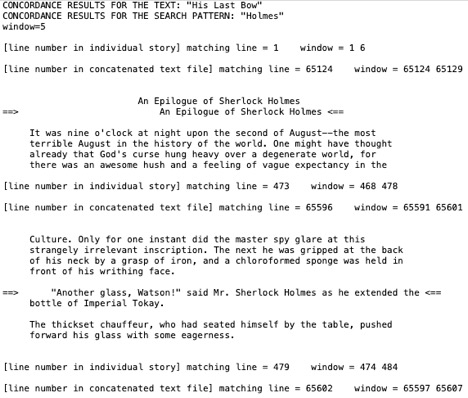 CONCORDANCE RESULTS FOR THE TEXT: "His Last Bow"
CONCORDANCE RESULTS FOR THE SEARCH PATTERN: "Holmes"
window=5
[line number in individual story] matching line = 1    window = 1 6
[line number in concatenated text file] matching line = 65124    window = 65124 65129
An Epilogue of Sherlock Holmes
==>                          An Epilogue of Sherlock Holmes <==
It was nine o'clock at night upon the second of August--the most
terrible August in the history of the world. One might have thought
already that God's curse hung heavy over a degenerate world, for
there was an awesome hush and a feeling of vague expectancy in the
[line number in individual story] matching line = 473    window = 468 478
[line number in concatenated text file] matching line = 65596    window = 65591 65601
Culture. Only for one instant did the master spy glare at this
strangely irrelevant inscription. The next he was gripped at the back
of his neck by a grasp of iron, and a chloroformed sponge was held in
front of his writhing face.
==>      "Another glass, Watson!" said Mr. Sherlock Holmes as he extended the <==
bottle of Imperial Tokay.
The thickset chauffeur, who had seated himself by the table, pushed
forward his glass with some eagerness.
[line number in individual story] matching line = 479    window = 474 484
[line number in concatenated text file] matching line = 65602    window = 65597 65607